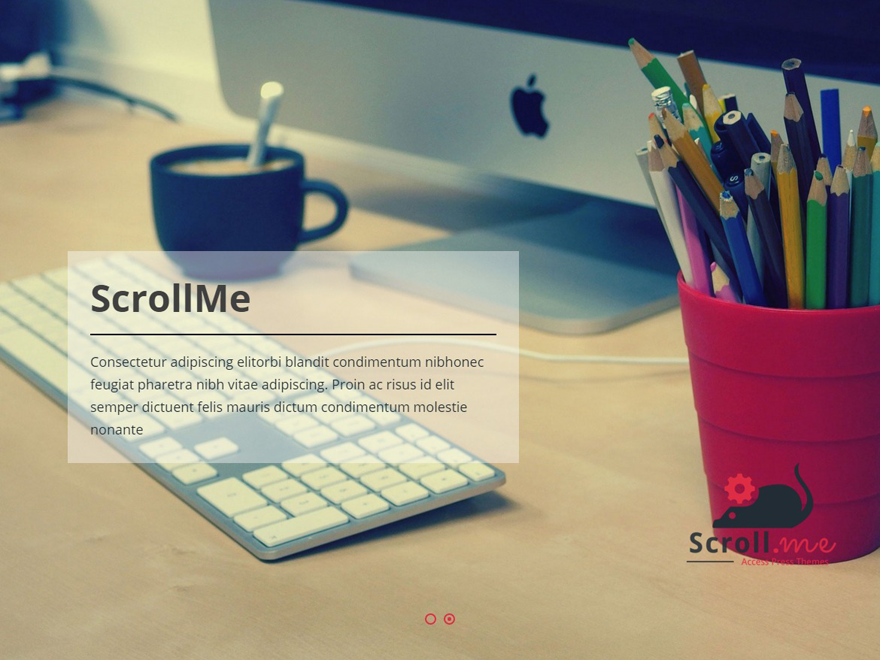 ScrollMe
Consectetur adipiscing elitorbi blandit condimentum nibhonec
feugiat pharetra nibh vitae adipiscing. Proin ac risus id elit
semper dictuent felis mauris dictum condimentum molestie
nonante
Scroll.me
Access Press Themes